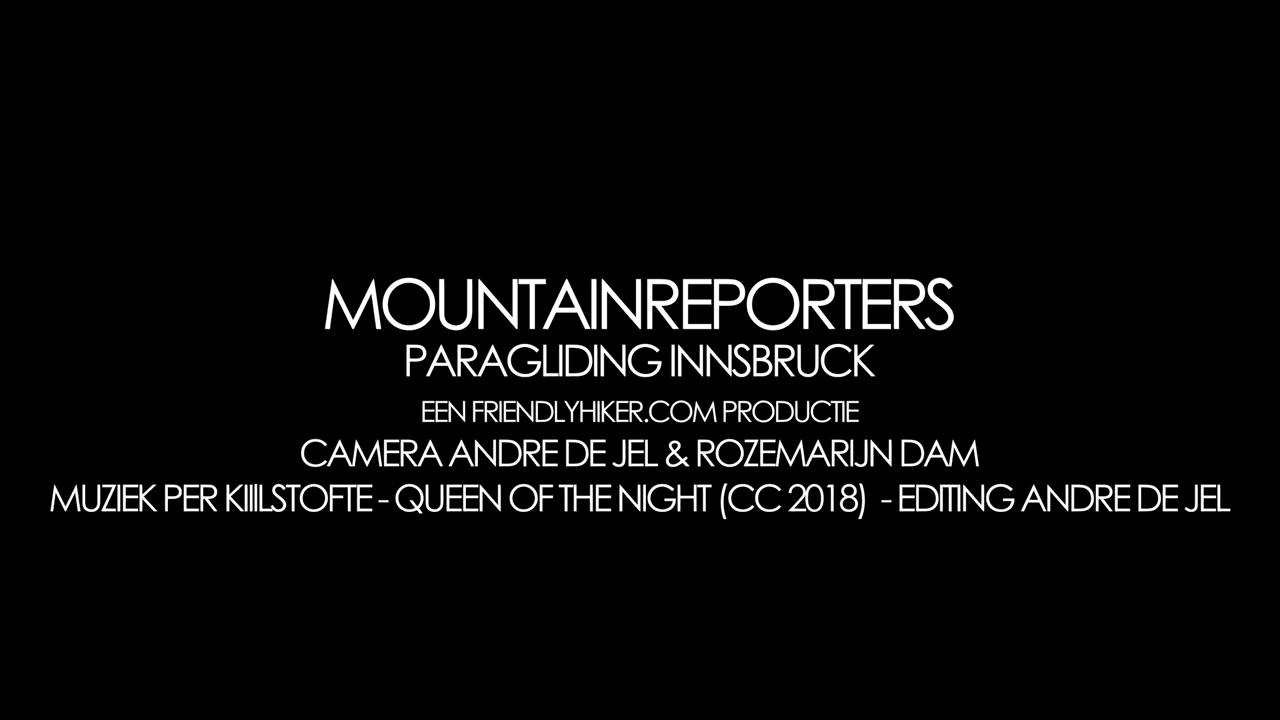 MOUNTAINREPORTERS
PARAGLIDING INNSBRUCK
EEN FRIENDLYHIKER.COM PRODUCTIE
CAMERA ANDRE DE JEL & ROZEMARIJN DAM
MUZIEK PER KIIILSTOFTE - QUEEN OF THE NIGHT (CC 2018) - EDITING ANDRE DE JEL